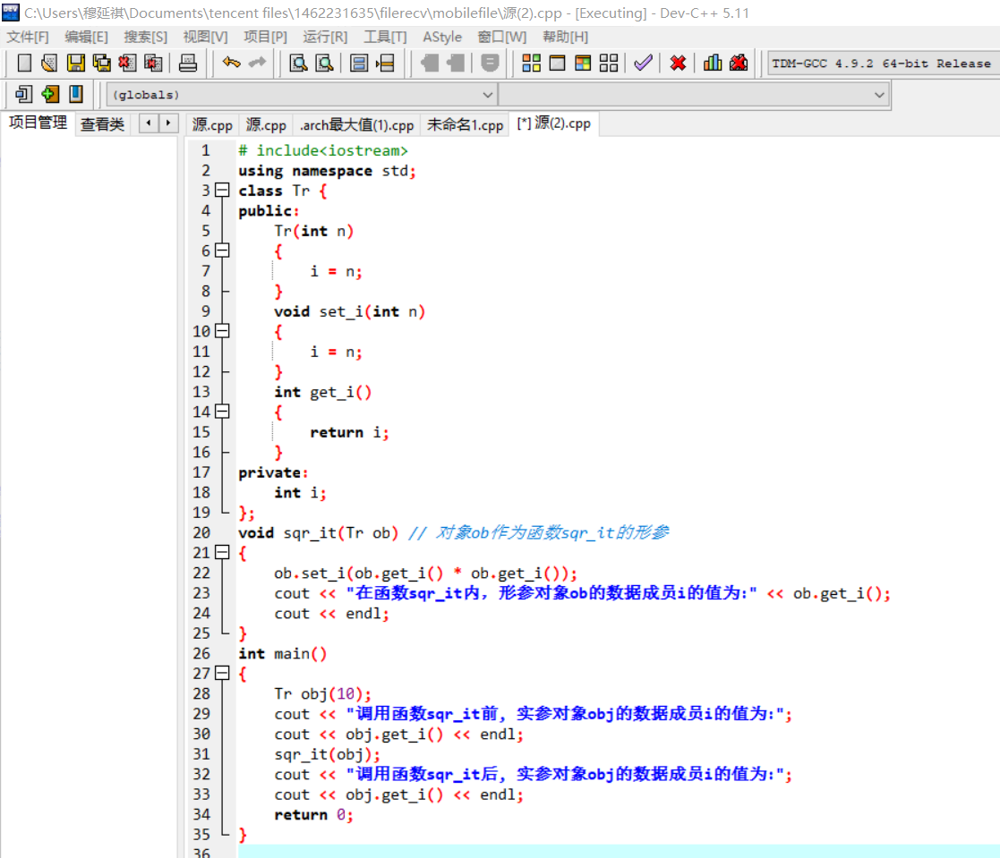 C:\Users\穆延祺\Documents\tencent files\1462231635\filerecv\mobilefile\源(2).cpp - [Executing] - Dev-C++ 5.11
文件[F] 编辑[E] 搜索[S] 视图[V] 项目[P] 运行[R] 工具[T] AStyle 窗口[W] 帮助[H]
TDM-GCC 4.9.2 64-bit Release
(globals)
项目管理 查看类 源.cpp 源.cpp .arch最大值(1).cpp 未命名1.cpp [*] 源(2).cpp
1 # include<iostream>
2 using namespace std;
3 class Tr {
4 public:
5 Tr(int n)
6 {
7 i = n;
8 }
9 void set_i(int n)
10 {
11 i = n;
12 }
13 int get_i()
14 {
15 return i;
16 }
17 private:
18 int i;
19 };
20 void sqr_it(Tr ob) // 对象ob作为函数sqr_it的形参
21 {
22 ob.set_i(ob.get_i() * ob.get_i());
23 cout << "在函数sqr_it内，形参对象ob的数据成员i的值为:" << ob.get_i();
24 cout << endl;
25 }
26 int main()
27 {
28 Tr obj(10);
29 cout << "调用函数sqr_it前，实参对象obj的数据成员i的值为:";
30 cout << obj.get_i() << endl;
31 sqr_it(obj);
32 cout << "调用函数sqr_it后，实参对象obj的数据成员i的值为:";
33 cout << obj.get_i() << endl;
34 return 0;
35 }
36